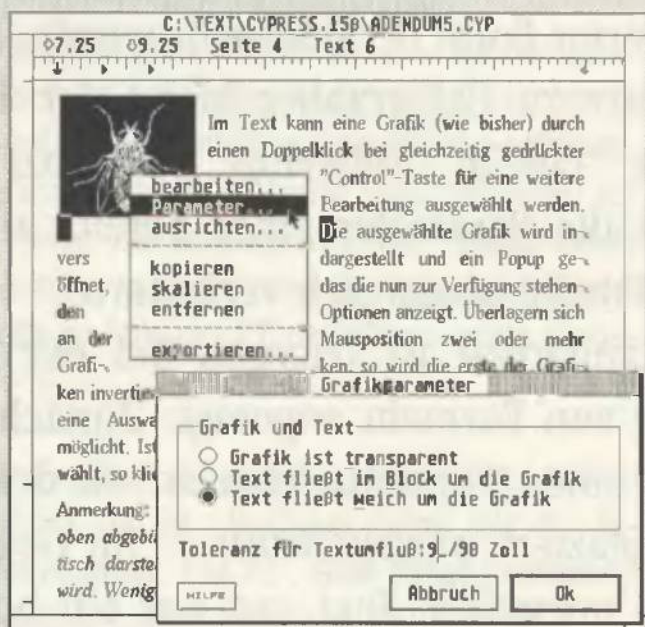 C:\TEXT\CYPRESS.15β\ADENDUM5.CYP
7.25 9.25 Seite 4 Text 6
Im Text kann eine Grafik (wie bisher) durch
einen Doppelklick bei gleichzeitig gedrückter
"Control"-Taste für eine weitere
Bearbeitung ausgewählt werden.
Die ausgewählte Grafik wird in¬
vers dargestellt und ein Popup ge¬
öffnet, das die nun zur Verfügung stehen¬
den Optionen anzeigt. Überlagern sich
an der Mausposition zwei oder mehr
Grafi¬ken, so wird die erste der Grafi¬
ken invertie
eine Auswa
möglicht. Ist
wählt, so klic
Anmerkung:
oben abgebi
tisch darste
wird. Wenig
bearbeiten...
Parameter...
ausrichten...
kopieren
skalieren
entfernen
exportieren...
Grafikparameter
Grafik und Text
Grafik ist transparent
Text fließt im Block um die Grafik
Text fließt weich um die Grafik
Toleranz für Textumfluß:9_/90 Zoll
HILFE
Abbruch
Ok